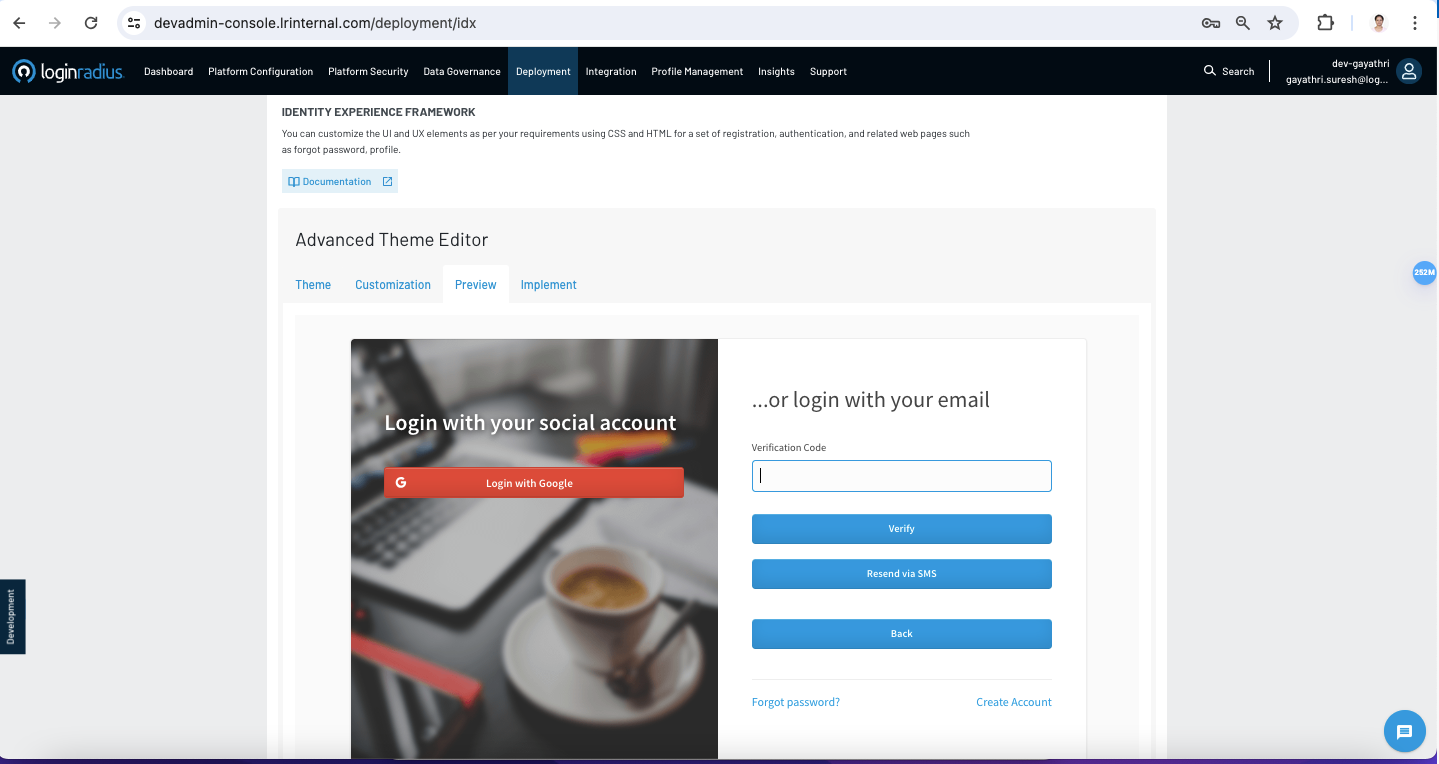 devadmin-console.lrinternal.com/deployment/idx
loginradius
Dashboard
Platform Configuration
Platform Security
Data Governance
Deployment
Integration
Profile Management
Insights
Support
Search
dev-gayathri
gayathri.suresh@log...
IDENTITY EXPERIENCE FRAMEWORK
You can customize the UI and UX elements as per your requirements using CSS and HTML for a set of registration, authentication, and related web pages such
as forgot password, profile.
Documentation
Advanced Theme Editor
Theme
Customization
Preview
Implement
252M
Login with your social account
G
Login with Google
...or login with your email
Verification Code
Verify
Resend via SMS
Back
Forgot password?
Create Account
Development